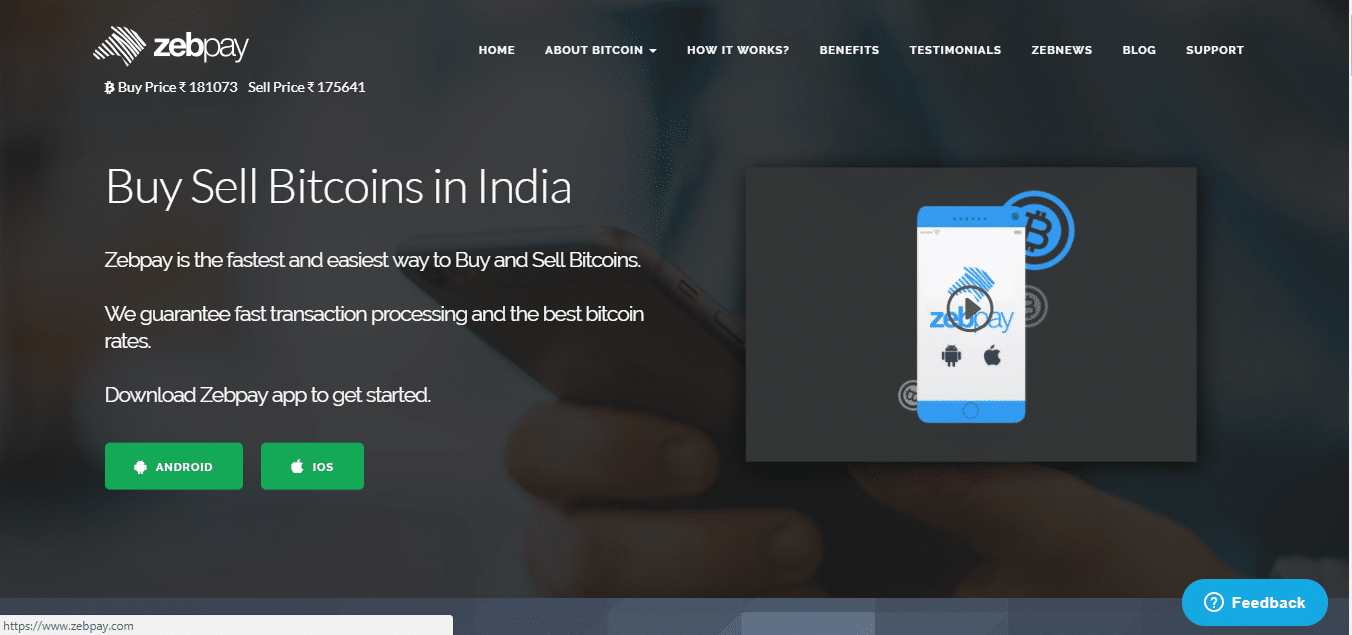 zebpay
HOME ABOUT BITCOIN HOW IT WORKS? BENEFITS TESTIMONIALS ZEBNEWS BLOG SUPPORT
Buy Price ₹ 181073 Sell Price ₹ 175641
Buy Sell Bitcoins in India
Zebpay is the fastest and easiest way to Buy and Sell Bitcoins.
We guarantee fast transaction processing and the best bitcoin
rates.
Download Zebpay app to get started.
ANDROID IOS
zebpay
Feedback
https://www.zebpay.com